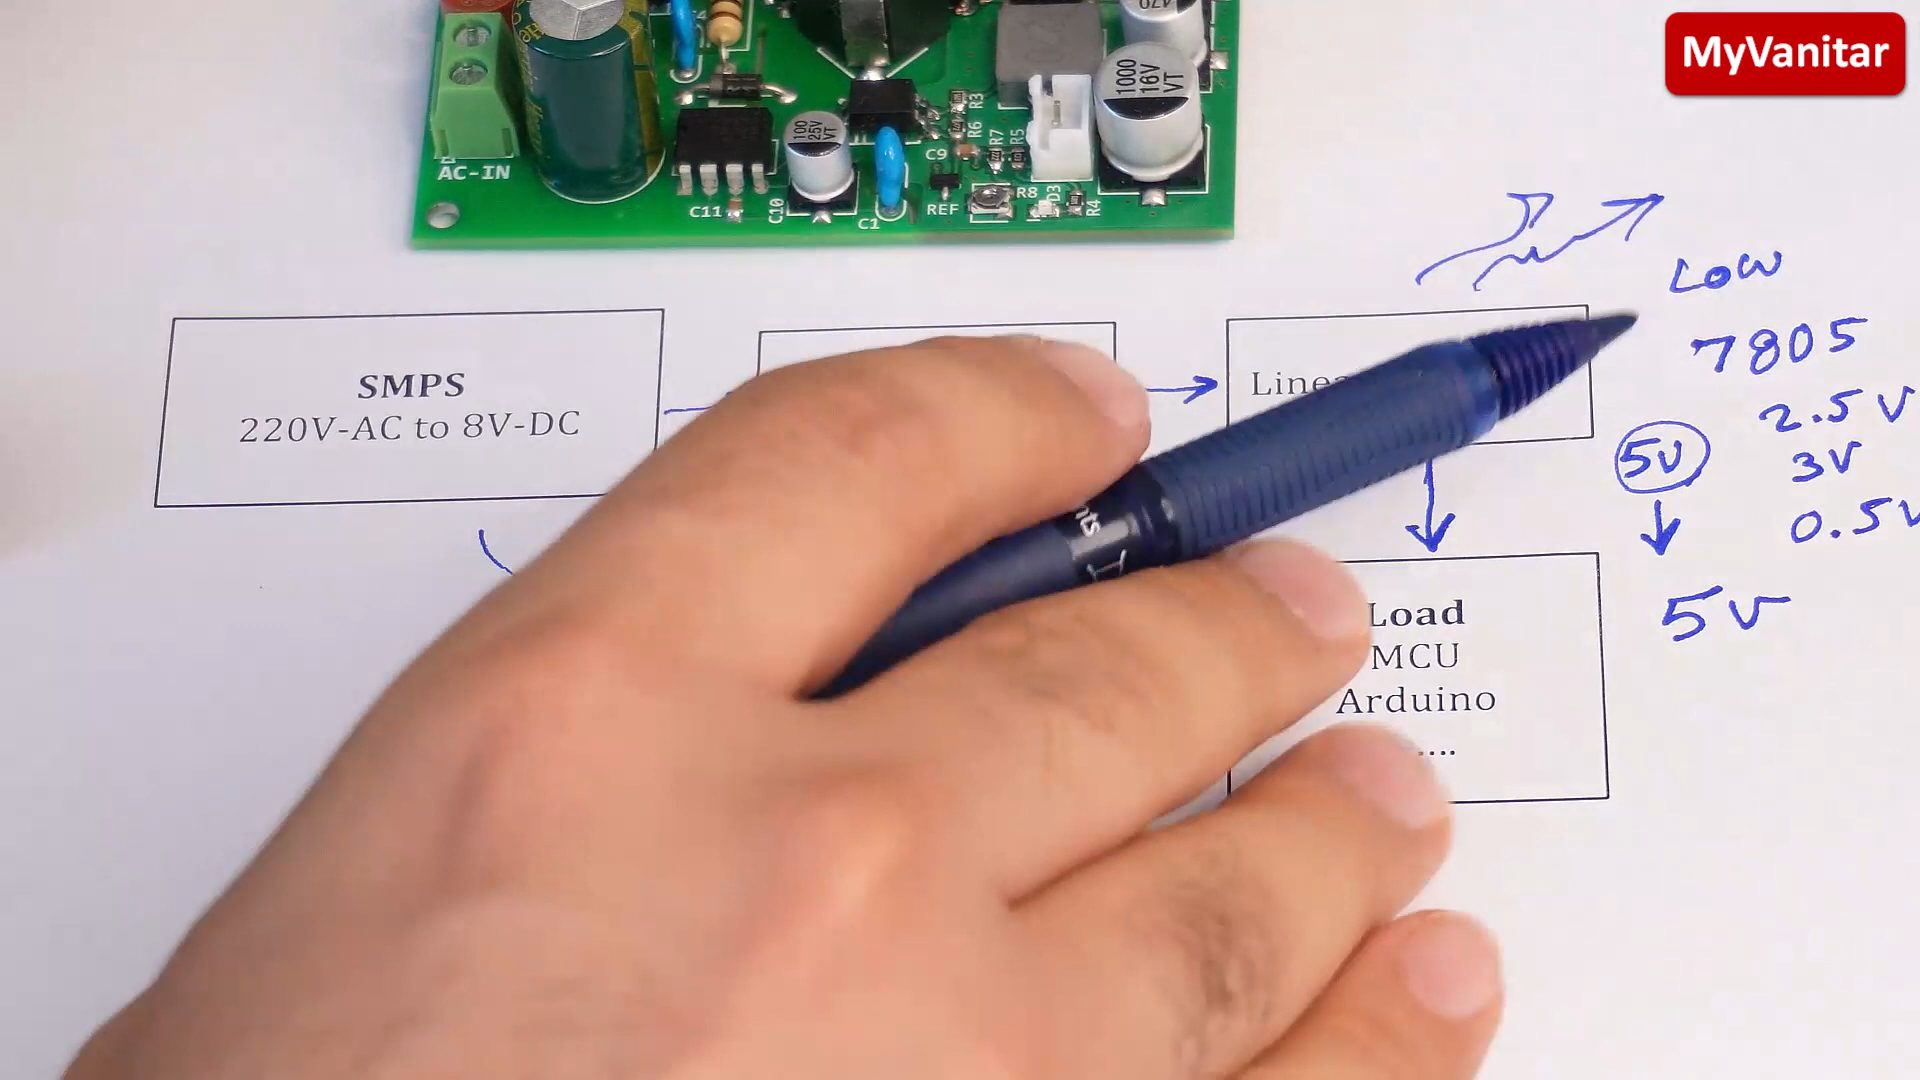 MyVanitar
470
1000
16V
VT
100
25V
VT
AC-IN
R3
R6
R7
R5
C9
C11
C10
C1
REF
R8
D3
R4
LOW
7805
2.5V
3V
0.5V
5V
5V
SMPS
220V-AC to 8V-DC
Load
MCU
Arduino
....